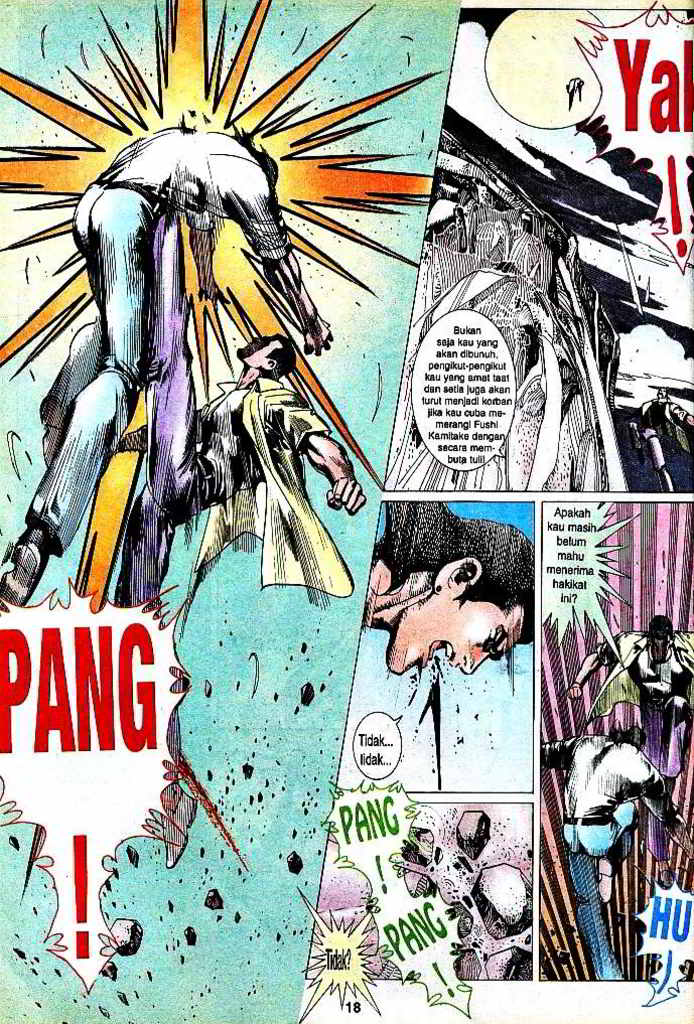 PANG
!
Yal
!
Bukan
saja kau yang
akan dibunuh,
pengikut-pengikut
kau yang amat taat
dan setia juga akan
turut menjadi korban
jika kau cuba me-
merangi Fushi
Kamitake dengan
secara mem-
buta tuli!
Tidak...
tidak...
Apakah
kau masih
belum
mahu
menerima
hakikat
ini?
PANG
!
PANG
!
Tidak?
HU
!
18